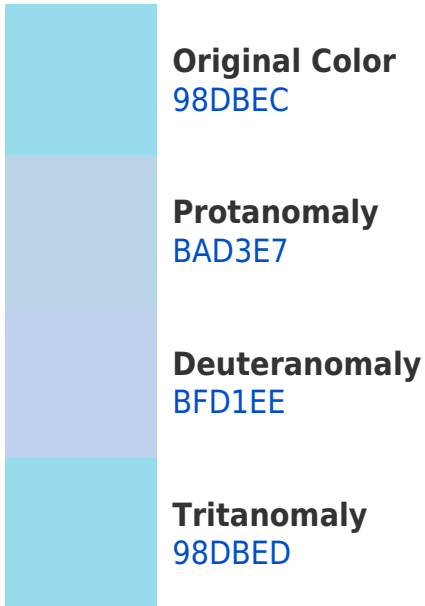 Original Color
98DBEC
Protanomaly
BAD3E7
Deuteranomaly
BFD1EE
Tritanomaly
98DBED